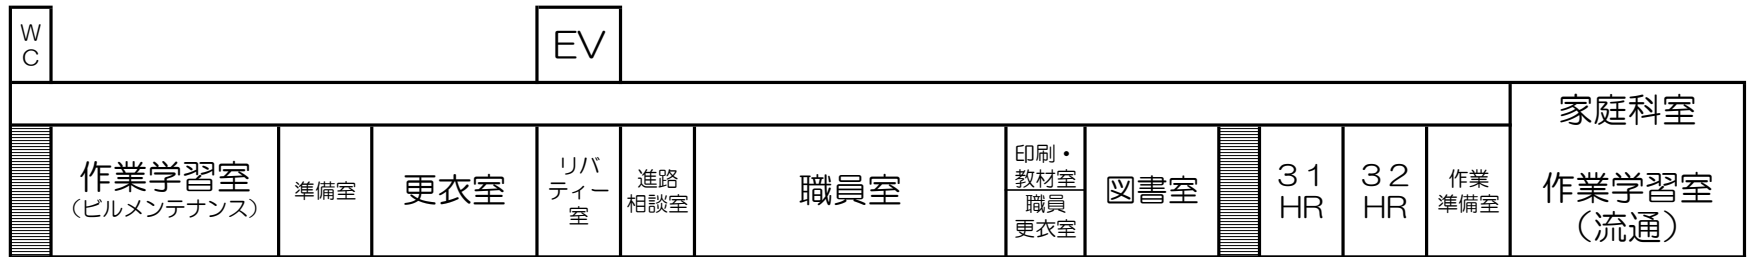 W
C
EV
家庭科室
作業学習室
（流通）
作業学習室
（ビルメンテナンス）
準備室
更衣室
リバ
ティー
室
進路
相談室
職員室
印刷・
教材室
職員
更衣室
図書室
３１
HR
３２
HR
作業
準備室